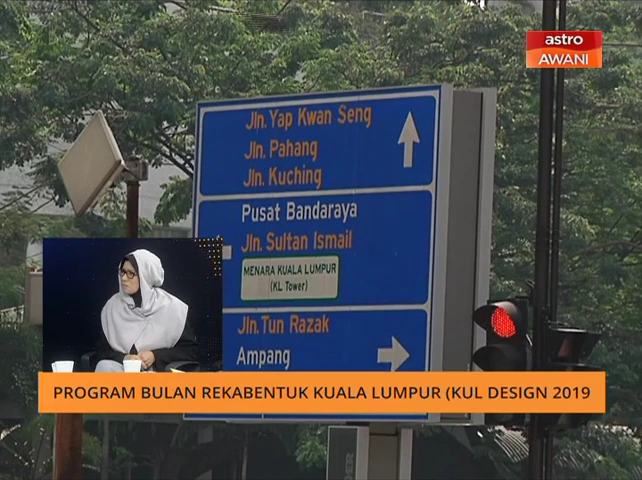 astro
AWANI
Jln. Yap Kwan Seng
Jln. Pahang
Jln. Kuching
Pusat Bandaraya
Jln. Sultan Ismail
MENARA KUALA LUMPUR
(KL Tower)
Jln. Tun Razak
Ampang
PROGRAM BULAN REKABENTUK KUALA LUMPUR (KUL DESIGN 2019